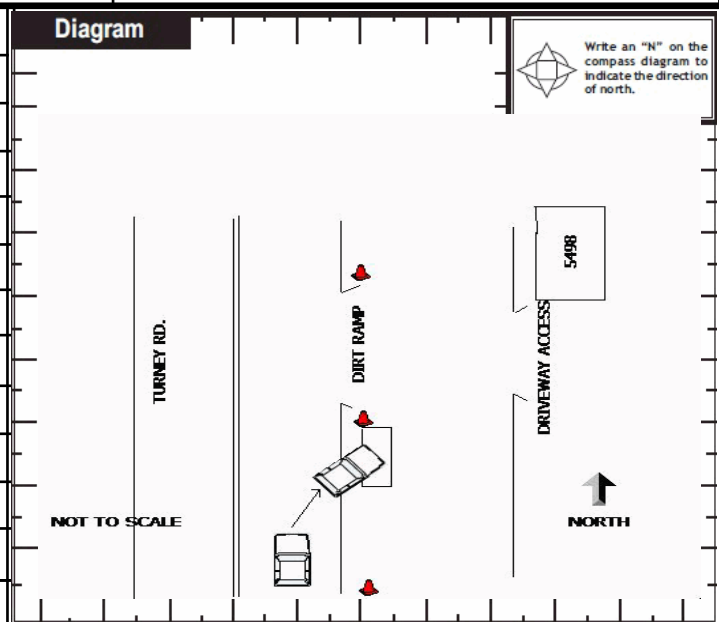 Diagram
Write an “N” on the
compass diagram to
indicate the direction
of north.
5498
TURNEY RD.
DIRT RAMP
DRIVEWAY ACCESS
NOT TO SCALE
NORTH